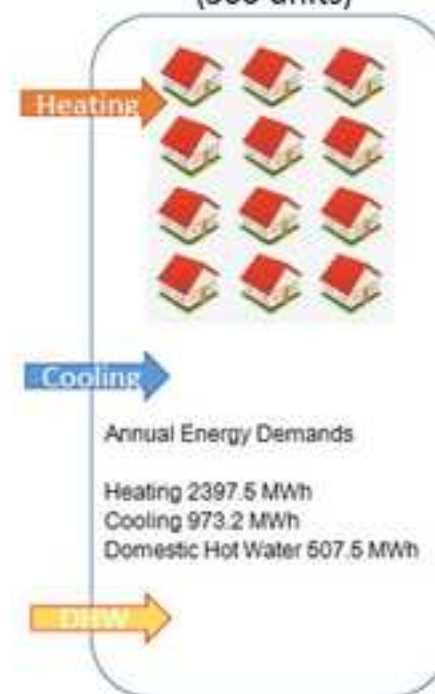 Heating
Cooling
Annual Energy Demands
Heating 2397.5 MWh
Cooling 973.2 MWh
Domestic Hot Water 507.5 MWh
DHW